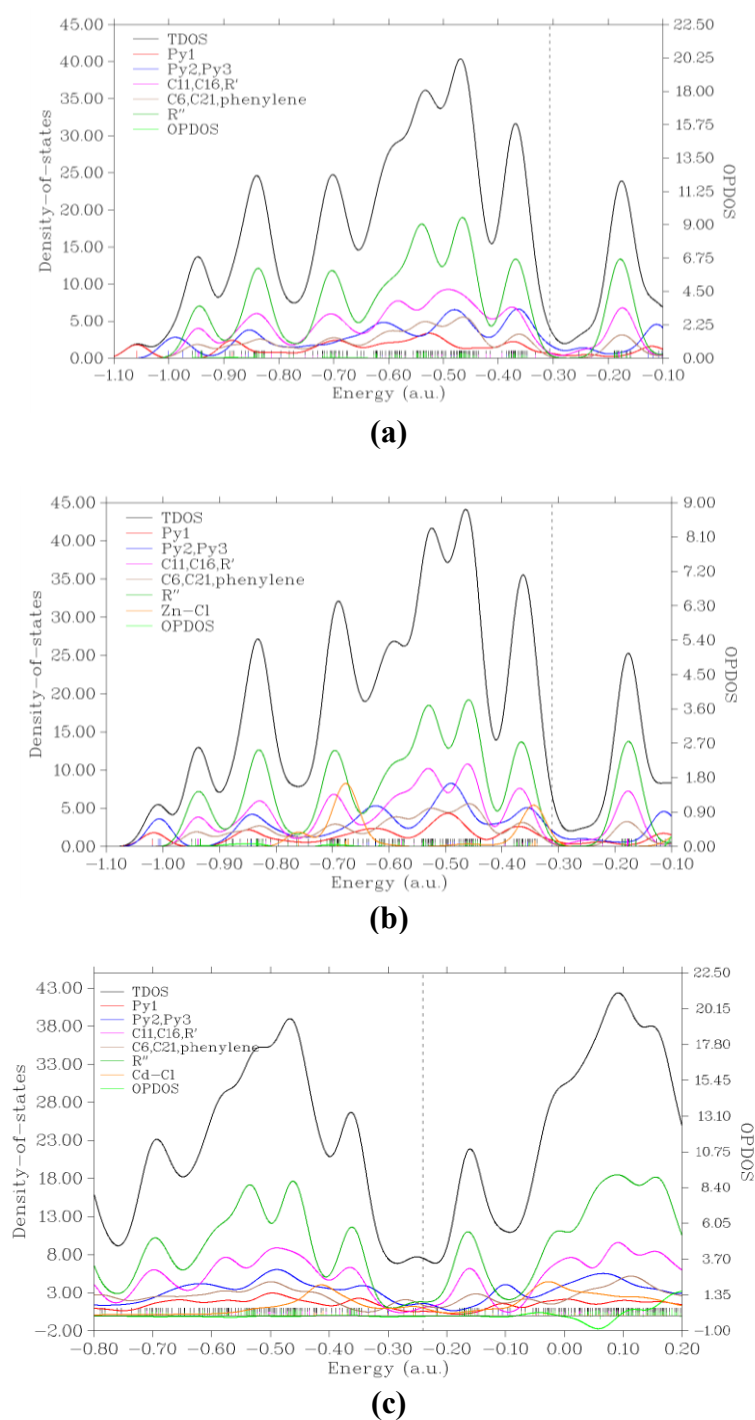 45.00
40.00
35.00
30.00
25.00
20.00
15.00
10.00
5.00
0.00
Density-of-states
TDOS
Py1
Py2,Py3
C11,C16,R'
C6,C21,phenylene
R''
OPDOS
22.50
20.25
18.00
15.75
13.50
11.25
9.00
6.75
4.50
2.25
0.00
OPDOS
-1.10 -1.00 -0.90 -0.80 -0.70 -0.60 -0.50 -0.40 -0.30 -0.20 -0.10
Energy (a.u.)
(a)
45.00
40.00
35.00
30.00
25.00
20.00
15.00
10.00
5.00
0.00
Density-of-states
TDOS
Py1
Py2,Py3
C11,C16,R'
C6,C21,phenylene
R''
Zn-Cl
OPDOS
9.00
8.10
7.20
6.30
5.40
4.50
3.60
2.70
1.80
0.90
0.00
OPDOS
-1.10 -1.00 -0.90 -0.80 -0.70 -0.60 -0.50 -0.40 -0.30 -0.20 -0.10
Energy (a.u.)
(b)
43.00
38.00
33.00
28.00
23.00
18.00
13.00
8.00
3.00
-2.00
Density-of-states
TDOS
Py1
Py2,Py3
C11,C16,R'
C6,C21,phenylene
R''
Cd-Cl
OPDOS
22.50
20.15
17.80
15.45
13.10
10.75
8.40
6.05
3.70
1.35
-1.00
OPDOS
-0.80 -0.70 -0.60 -0.50 -0.40 -0.30 -0.20 -0.10 0.00 0.10 0.20
Energy (a.u.)
(c)